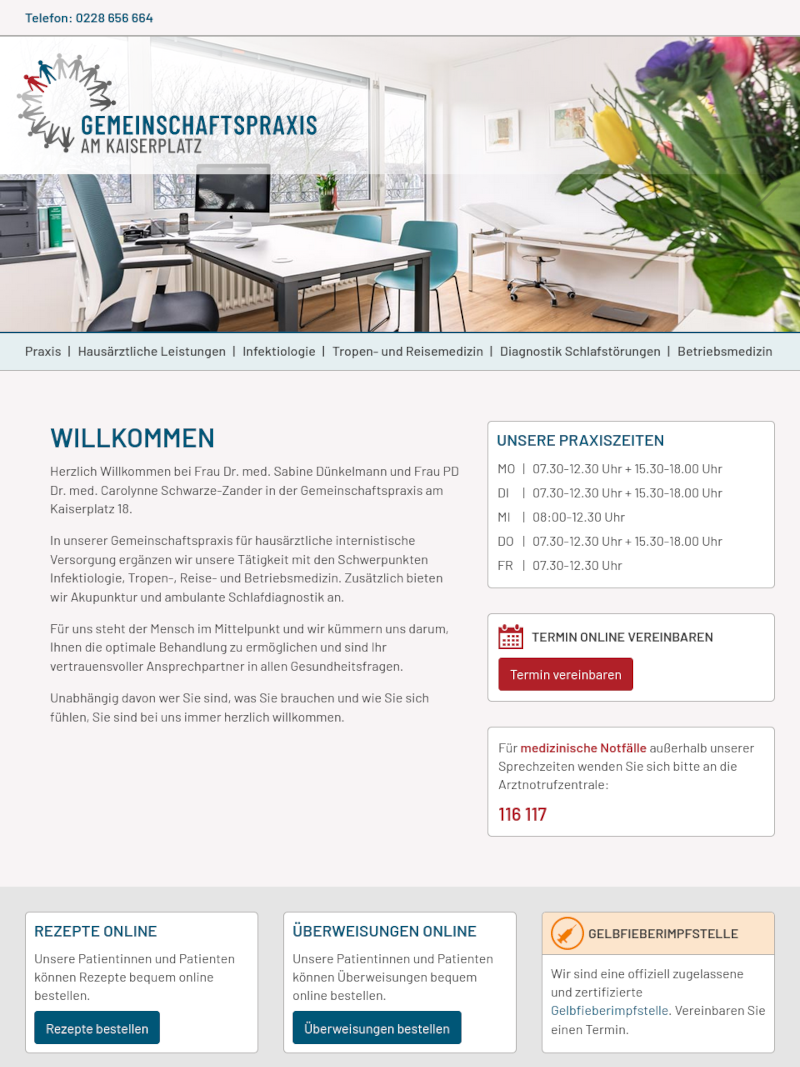 Telefon: 0228 656 664
GEMEINSCHAFTSPRAXIS
AM KAISERPLATZ
Praxis | Hausärztliche Leistungen | Infektiologie | Tropen- und Reisemedizin | Diagnostik Schlafstörungen | Betriebsmedizin
WILLKOMMEN
Herzlich Willkommen bei Frau Dr. med. Sabine Dünkelmann und Frau PD
Dr. med. Carolynne Schwarze-Zander in der Gemeinschaftspraxis am
Kaiserplatz 18.
In unserer Gemeinschaftspraxis für hausärztliche internistische
Versorgung ergänzen wir unsere Tätigkeit mit den Schwerpunkten
Infektiologie, Tropen-, Reise- und Betriebsmedizin. Zusätzlich bieten
wir Akupunktur und ambulante Schlafdiagnostik an.
Für uns steht der Mensch im Mittelpunkt und wir kümmern uns darum,
Ihnen die optimale Behandlung zu ermöglichen und sind Ihr
vertrauensvoller Ansprechpartner in allen Gesundheitsfragen.
Unabhängig davon wer Sie sind, was Sie brauchen und wie Sie sich
fühlen, Sie sind bei uns immer herzlich willkommen.
UNSERE PRAXISZEITEN
MO | 07.30-12.30 Uhr + 15.30-18.00 Uhr
DI | 07.30-12.30 Uhr + 15.30-18.00 Uhr
MI | 08:00-12.30 Uhr
DO | 07.30-12.30 Uhr + 15.30-18.00 Uhr
FR | 07.30-12.30 Uhr
TERMIN ONLINE VEREINBAREN
Termin vereinbaren
Für medizinische Notfälle außerhalb unserer
Sprechzeiten wenden Sie sich bitte an die
Arztnotrufzentrale:
116 117
REZEPTE ONLINE
Unsere Patientinnen und Patienten
können Rezepte bequem online
bestellen.
Rezepte bestellen
ÜBERWEISUNGEN ONLINE
Unsere Patientinnen und Patienten
können Überweisungen bequem
online bestellen.
Überweisungen bestellen
GELBFIEBERIMPFSTELLE
Wir sind eine offiziell zugelassene
und zertifizierte
Gelbfieberimpfstelle. Vereinbaren Sie
einen Termin.